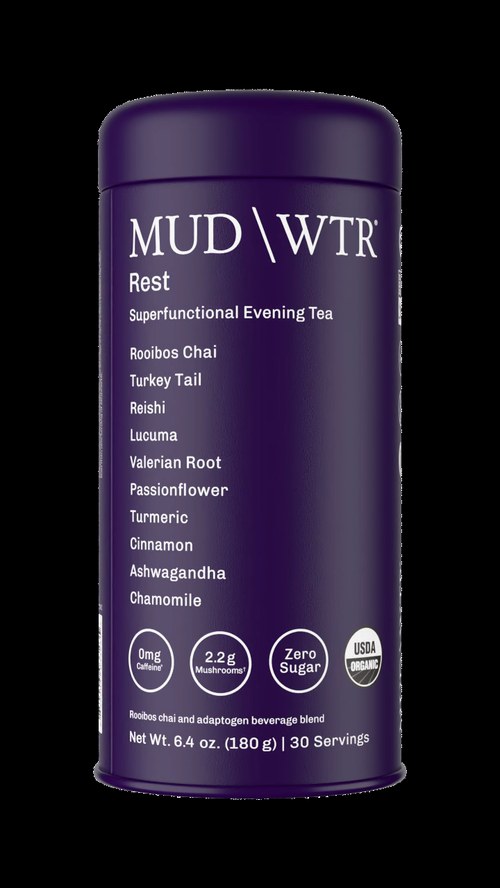 MUD\WTR®
Rest
Superfunctional Evening Tea
Rooibos Chai
Turkey Tail
Reishi
Lucuma
Valerian Root
Passionflower
Turmeric
Cinnamon
Ashwagandha
Chamomile
0mg
Caffeine†
2.2g
Mushrooms†
Zero
Sugar
USDA
ORGANIC
Rooibos chai and adaptogen beverage blend
Net Wt. 6.4 oz. (180 g) | 30 Servings